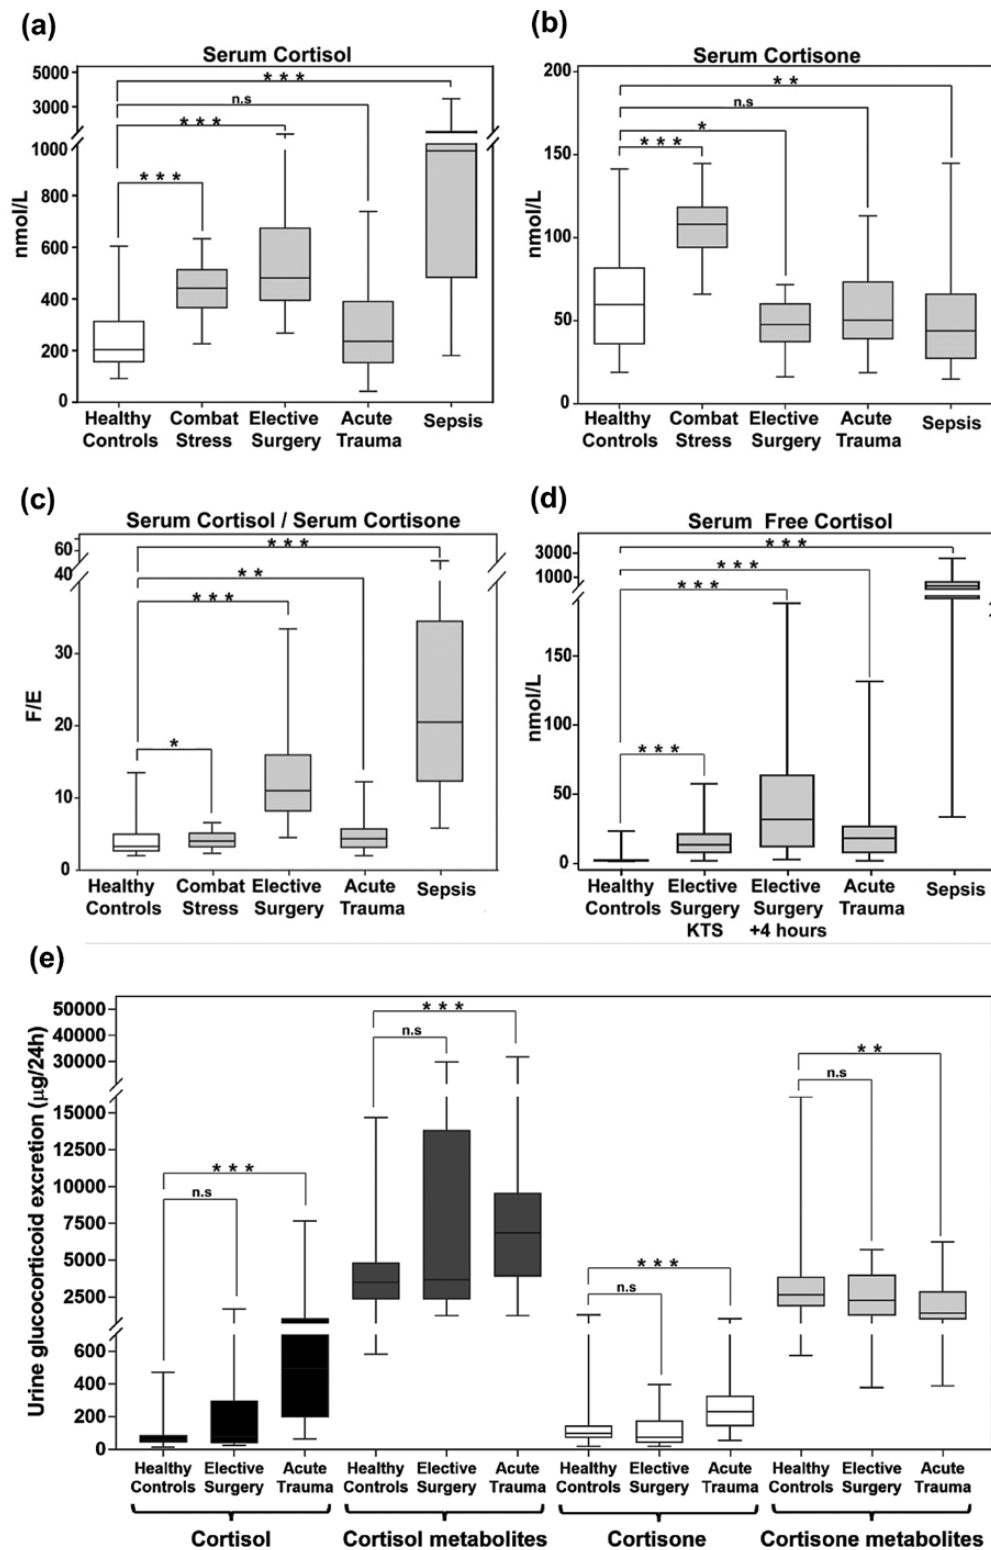 (a)
Serum Cortisol
5000
3000
1000
800
600
400
200
0
nmol/L
* * *
n.s
* * *
* * *
Healthy Controls
Combat Stress
Elective Surgery
Acute Trauma
Sepsis
(b)
Serum Cortisone
200
150
100
50
0
nmol/L
* *
n.s
*
* * *
Healthy Controls
Combat Stress
Elective Surgery
Acute Trauma
Sepsis
(c)
Serum Cortisol / Serum Cortisone
60
40
30
20
10
0
F/E
* * *
* *
* * *
*
Healthy Controls
Combat Stress
Elective Surgery
Acute Trauma
Sepsis
(d)
Serum Free Cortisol
3000
1000
150
100
50
0
nmol/L
* * *
* * *
* * *
* * *
Healthy Controls
Elective Surgery KTS
Elective Surgery +4 hours
Acute Trauma
Sepsis
(e)
Urine glucocorticoid excretion (μg/24h)
50000
40000
30000
15000
12500
10000
7500
5000
2500
600
400
200
0
* * *
n.s
* * *
n.s
* * *
n.s
* *
n.s
Healthy Controls
Elective Surgery
Acute Trauma
Healthy Controls
Elective Surgery
Acute Trauma
Healthy Controls
Elective Surgery
Acute Trauma
Healthy Controls
Elective Surgery
Acute Trauma
Cortisol
Cortisol metabolites
Cortisone
Cortisone metabolites